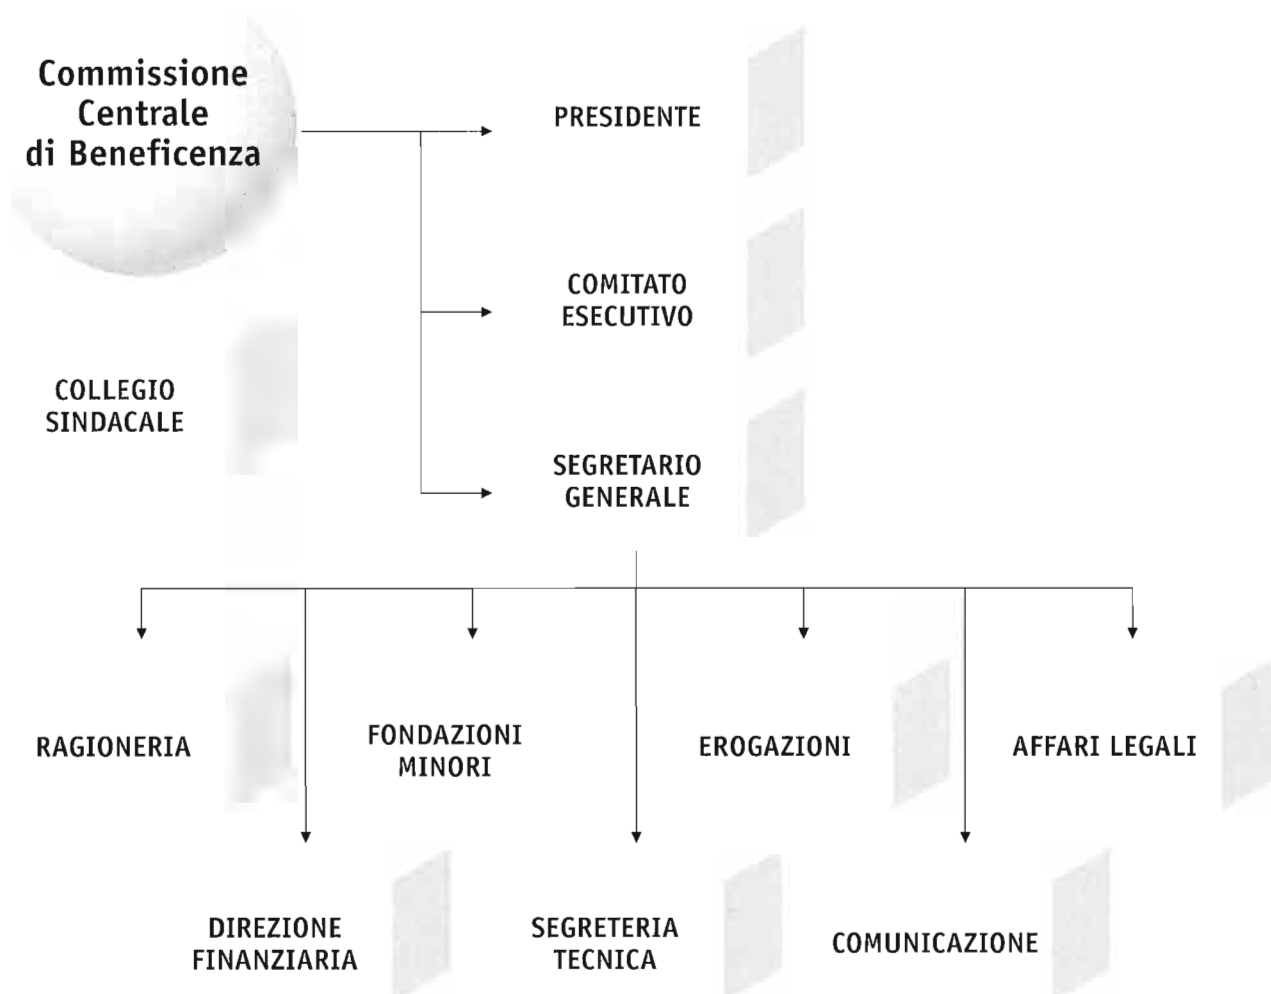 Commissione
Centrale
di Beneficenza
PRESIDENTE
COMITATO
ESECUTIVO
COLLEGIO
SINDACALE
SEGRETARIO
GENERALE
RAGIONERIA
FONDAZIONI
MINORI
EROGAZIONI
AFFARI LEGALI
DIREZIONE
FINANZIARIA
SEGRETERIA
TECNICA
COMUNICAZIONE